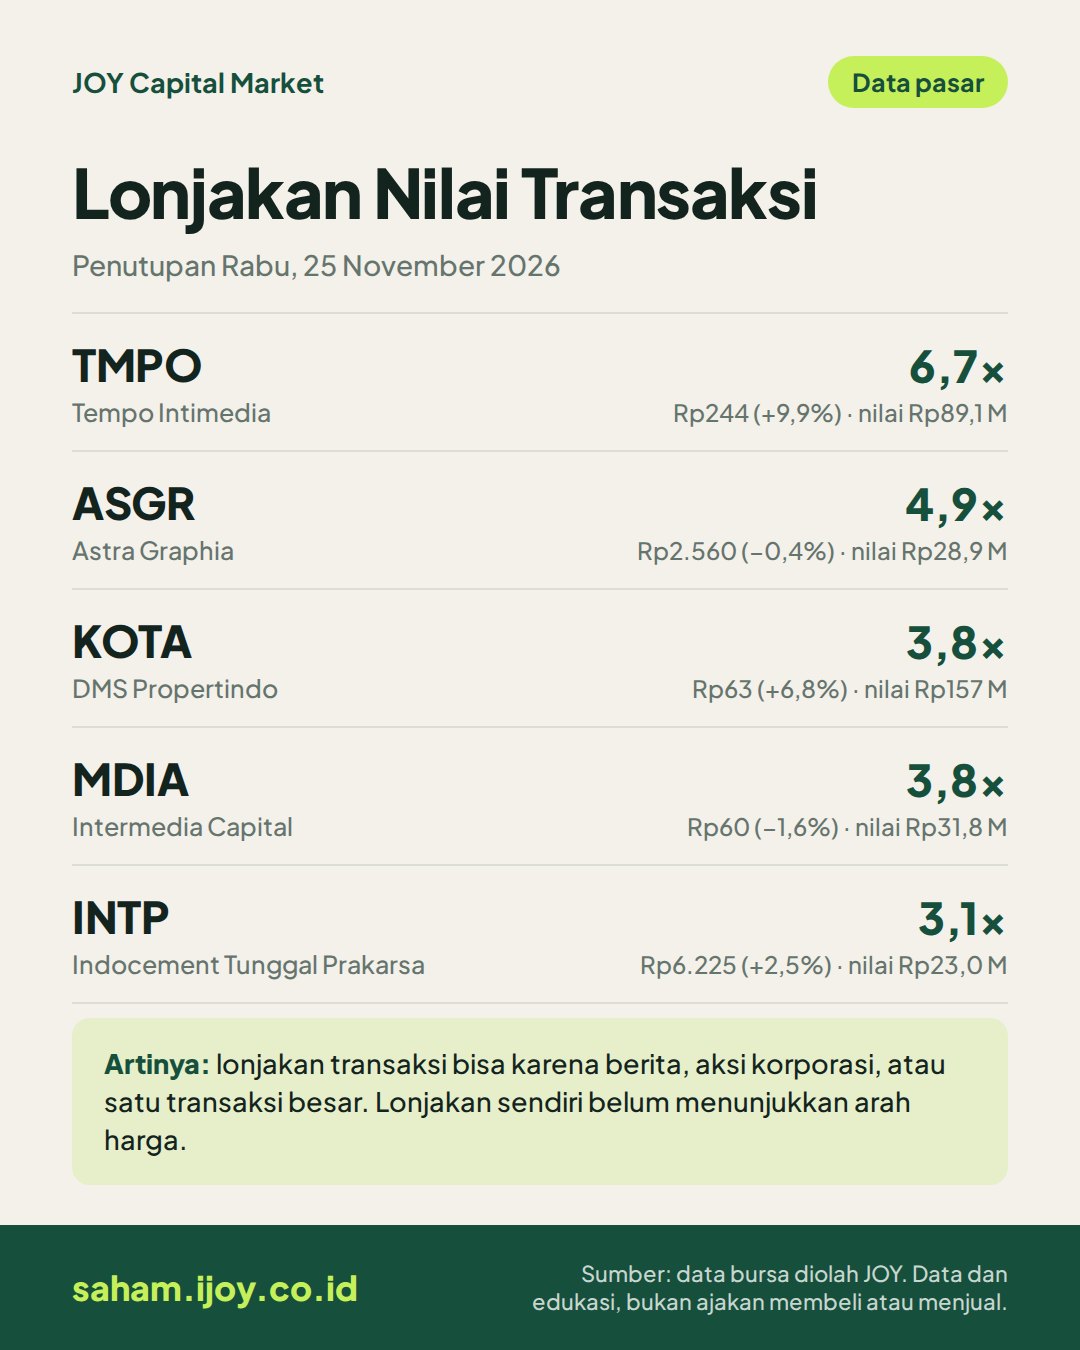 JOY Capital Market
Data pasar
Lonjakan Nilai Transaksi
Penutupan Rabu, 25 November 2026
TMPO
6,7×
Tempo Intimedia
Rp244 (+9,9%) · nilai Rp89,1 M
ASGR
4,9×
Astra Graphia
Rp2.560 (−0,4%) · nilai Rp28,9 M
KOTA
3,8×
DMS Propertindo
Rp63 (+6,8%) · nilai Rp157 M
MDIA
3,8×
Intermedia Capital
Rp60 (−1,6%) · nilai Rp31,8 M
INTP
3,1×
Indocement Tunggal Prakarsa
Rp6.225 (+2,5%) · nilai Rp23,0 M
Artinya: lonjakan transaksi bisa karena berita, aksi korporasi, atau
satu transaksi besar. Lonjakan sendiri belum menunjukkan arah
harga.
saham.ijoy.co.id
Sumber: data bursa diolah JOY. Data dan
edukasi, bukan ajakan membeli atau menjual.